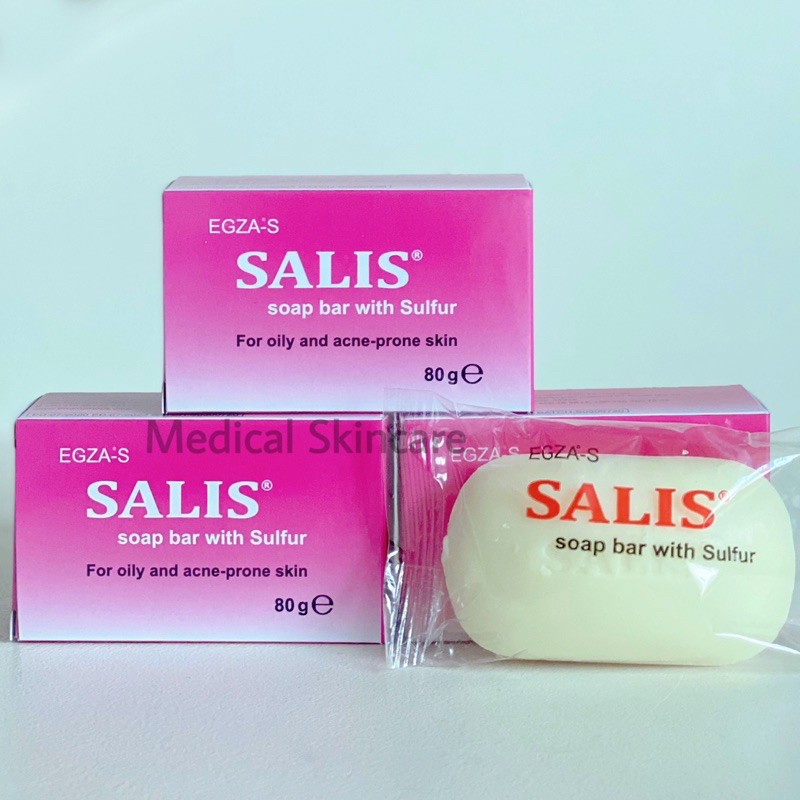 EGZA®-S
SALIS®
soap bar with Sulfur
For oily and acne-prone skin
80 g ℮
Medical Skincare
EGZA®-S
SALIS®
soap bar with Sulfur
For oily and acne-prone skin
80 g ℮
EGZA®-S
EGZA®-S
SALIS®
soap bar with Sulfur